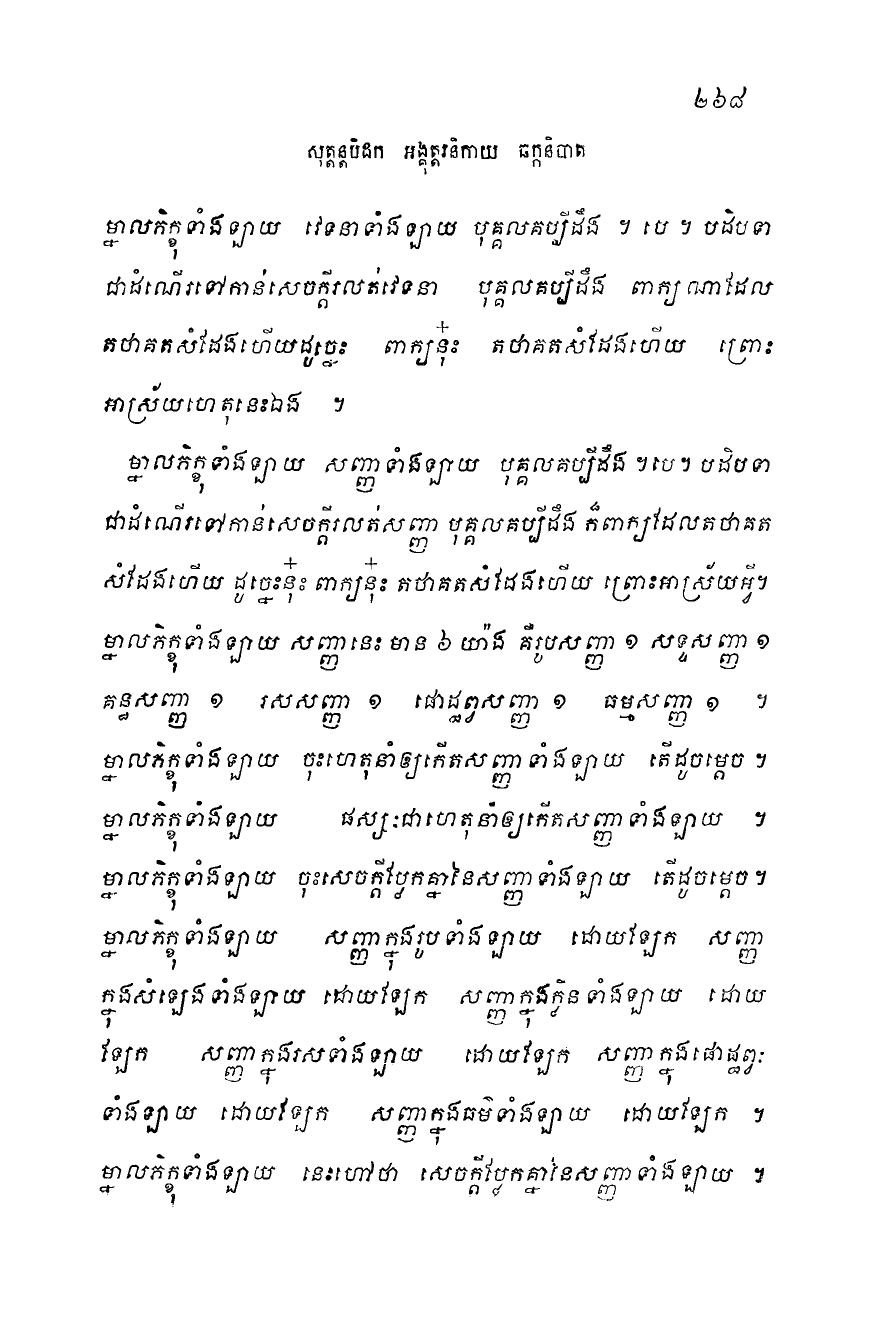 ២៦៨
សុត្តន្តបិដក អង្គុត្តរនិកាយ ឆក្កនិបាត
ម្នាលភិក្ខុទាំងឡាយ វេទនាទាំងឡាយ បុគ្គលគប្បីដឹង ។ បេ ។ បដិបទា
ជាដំណើរទៅកាន់សេចក្តីរលត់វេទនា បុគ្គលគប្បីដឹង ពាក្យណាដែល
តថាគតសំដែងហើយដូច្នេះ ពាក្យនុ៎ះ តថាគតសំដែងហើយ ព្រោះ
អាស្រ័យហេតុនេះឯង ។
ម្នាលភិក្ខុទាំងឡាយ សញ្ញាទាំងឡាយ បុគ្គលគប្បីដឹង ។បេ។ បដិបទា
ជាដំណើរទៅកាន់សេចក្តីរលត់សញ្ញា បុគ្គលគប្បីដឹង ក៏ពាក្យដែលតថាគត
សំដែងហើយ ដូច្នេះនុ៎ះ ពាក្យនុ៎ះ តថាគតសំដែងហើយ ព្រោះអាស្រ័យអ្វី។
ម្នាលភិក្ខុទាំងឡាយ សញ្ញានេះ មាន ៦ យ៉ាង គឺរូបសញ្ញា ១ សទ្ទសញ្ញា ១
គន្ធសញ្ញា ១ រសសញ្ញា ១ ផោដ្ឋព្វសញ្ញា ១ ធម្មសញ្ញា ១ ។
ម្នាលភិក្ខុទាំងឡាយ ចុះហេតុនាំឲ្យកើតសញ្ញាទាំងឡាយ តើដូចម្តេច ។
ម្នាលភិក្ខុទាំងឡាយ ផស្សៈជាហេតុនាំឲ្យកើតសញ្ញាទាំងឡាយ ។
ម្នាលភិក្ខុទាំងឡាយ ចុះសេចក្តីប្លែកគ្នានៃសញ្ញាទាំងឡាយ តើដូចម្តេច។
ម្នាលភិក្ខុទាំងឡាយ សញ្ញាក្នុងរូបទាំងឡាយ ដោយឡែក សញ្ញា
ក្នុងសំឡេងទាំងឡាយ ដោយឡែក សញ្ញាក្នុងក្លិនទាំងឡាយ ដោយ
ឡែក សញ្ញាក្នុងរសទាំងឡាយ ដោយឡែក សញ្ញាក្នុងផោដ្ឋព្វៈ
ទាំងឡាយ ដោយឡែក សញ្ញាក្នុងធម៌ទាំងឡាយ ដោយឡែក ។
ម្នាលភិក្ខុទាំងឡាយ នេះហៅថា សេចក្តីប្លែកគ្នានៃសញ្ញាទាំងឡាយ ។